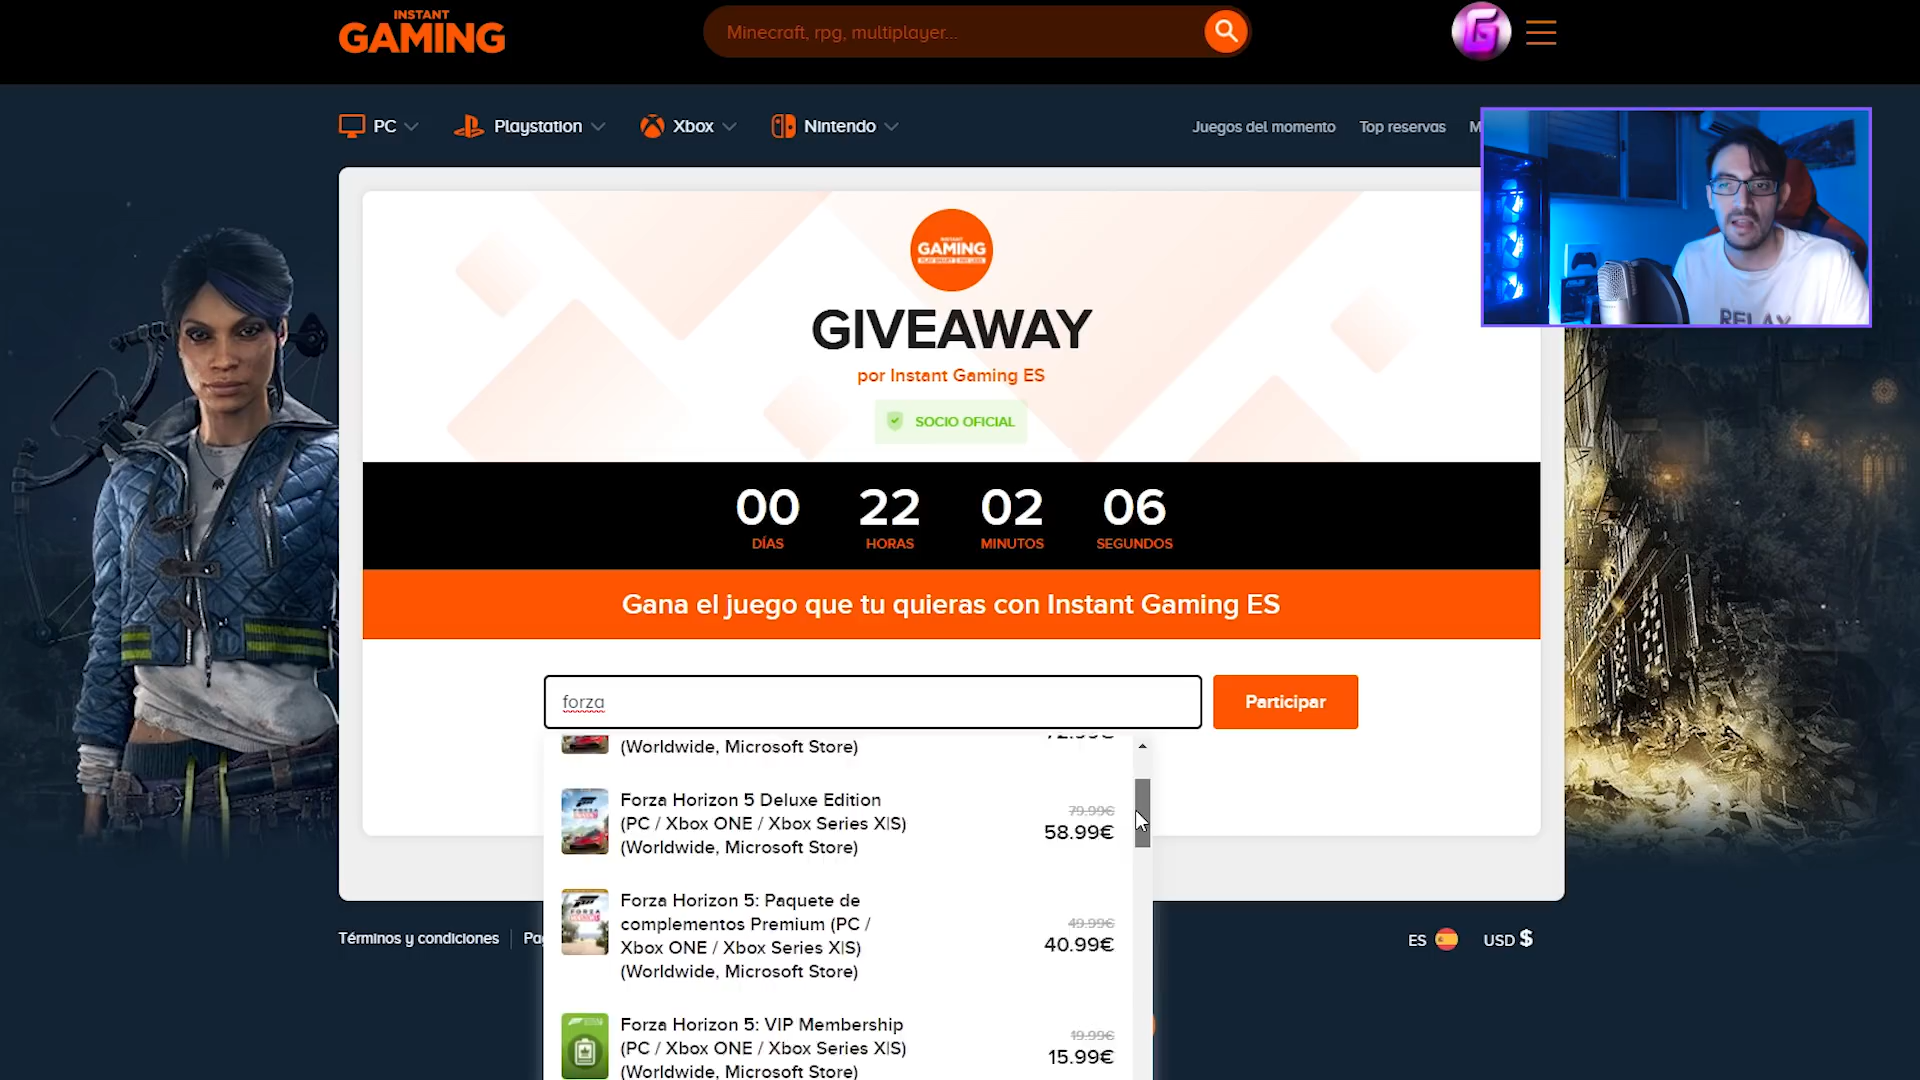 INSTANT
GAMING
Minecraft, rpg, multiplayer...
PC
Playstation
Xbox
Nintendo
Juegos del momento
Top reservas
M
RELAX
GAMING
GIVEAWAY
por Instant Gaming ES
SOCIO OFICIAL
00 22 02 06
DÍAS HORAS MINUTOS SEGUNDOS
Gana el juego que tu quieras con Instant Gaming ES
forza
Participar
72.99€
(Worldwide, Microsoft Store)
Forza Horizon 5 Deluxe Edition
(PC / Xbox ONE / Xbox Series X|S)
(Worldwide, Microsoft Store)
79.99€
58.99€
Forza Horizon 5: Paquete de
complementos Premium (PC /
Xbox ONE / Xbox Series X|S)
(Worldwide, Microsoft Store)
49.99€
40.99€
Forza Horizon 5: VIP Membership
(PC / Xbox ONE / Xbox Series X|S)
(Worldwide, Microsoft Store)
19.99€
15.99€
Términos y condiciones
ES
USD $